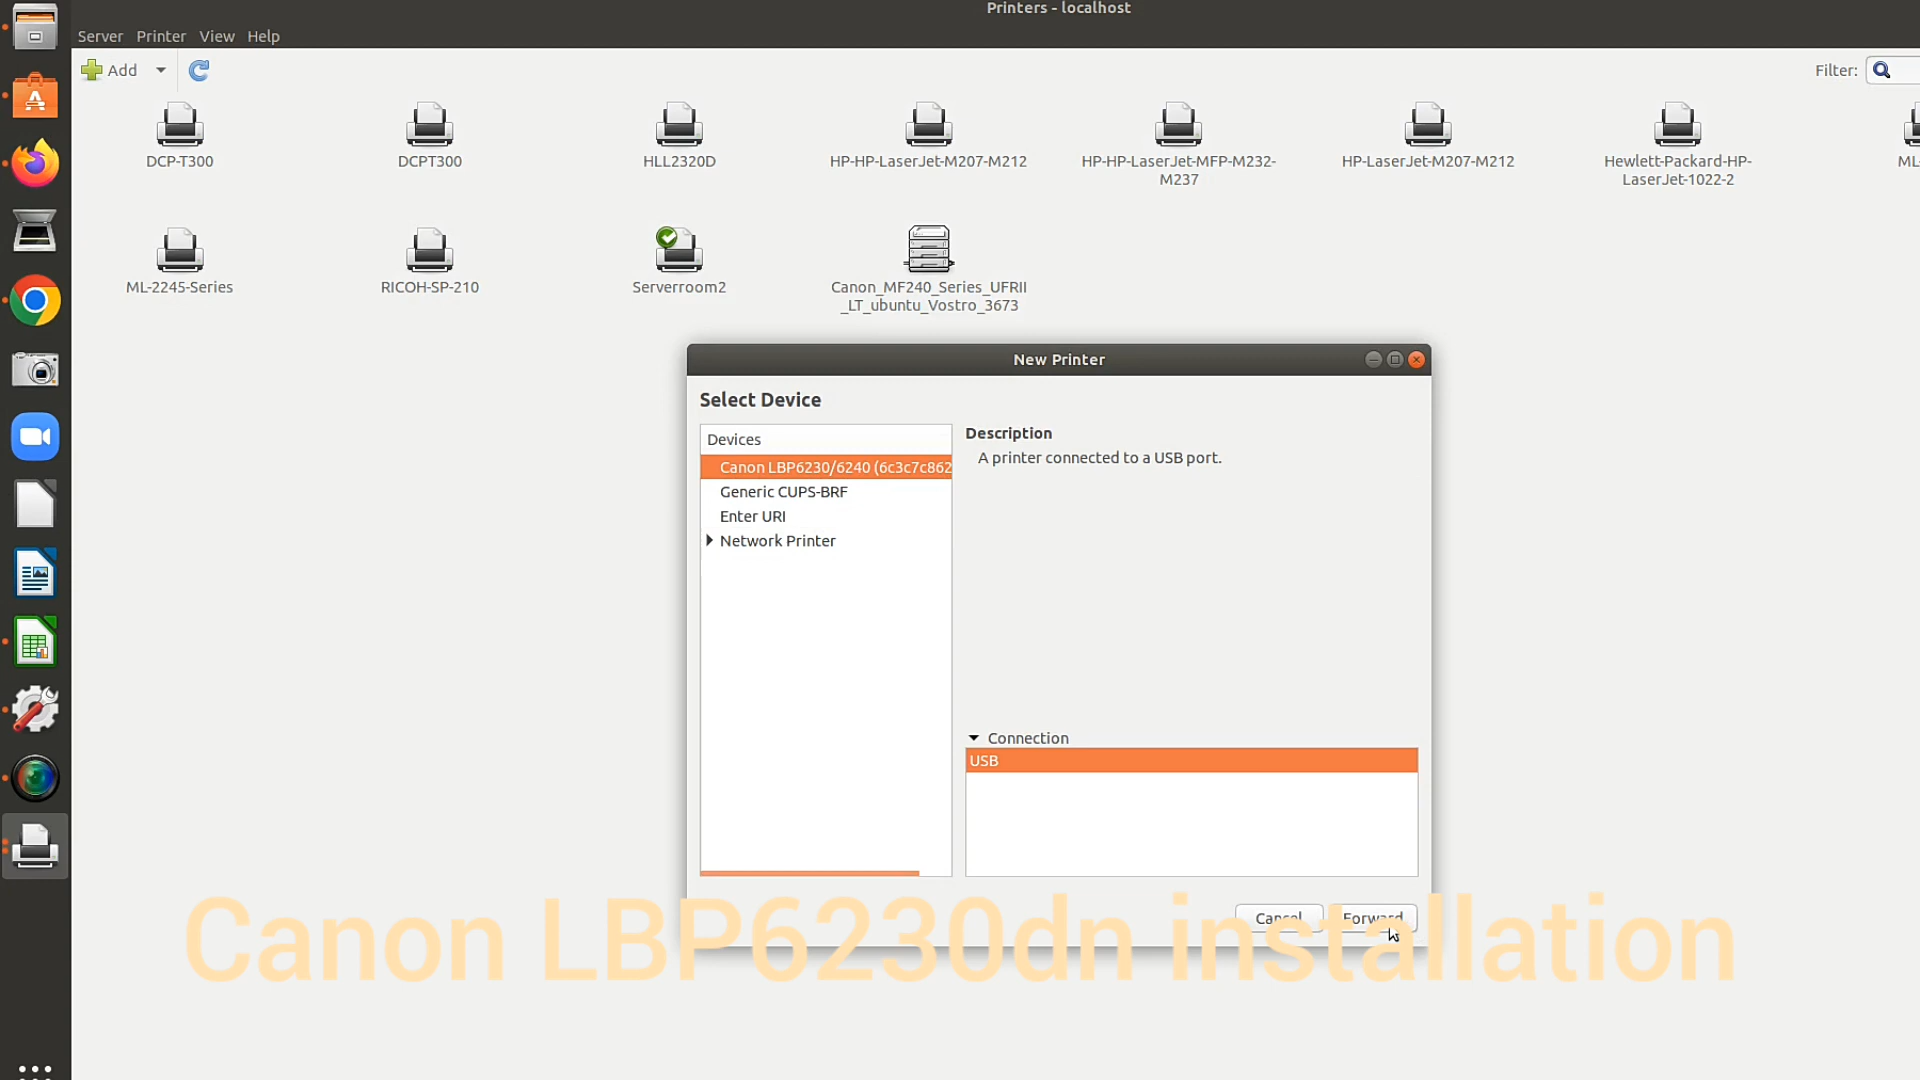 Printers - localhost
Server Printer View Help
Add
Filter:
DCP-T300
DCPT300
HLL2320D
HP-HP-LaserJet-M207-M212
HP-HP-LaserJet-MFP-M232-
M237
HP-LaserJet-M207-M212
Hewlett-Packard-HP-
LaserJet-1022-2
ML-
ML-2245-Series
RICOH-SP-210
Serverroom2
Canon_MF240_Series_UFRII
_LT_ubuntu_Vostro_3673
New Printer
Select Device
Devices
Canon LBP6230/6240 (6c3c7c862
Generic CUPS-BRF
Enter URI
Network Printer
Description
A printer connected to a USB port.
Connection
USB
Cancel
Forward
Canon LBP6230dn installation